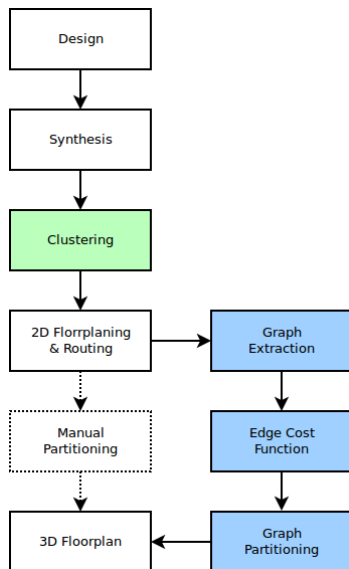 Design
Synthesis
Clustering
2D Florrplaning
& Routing
Graph
Extraction
Manual
Partitioning
Edge Cost
Function
3D Floorplan
Graph
Partitioning